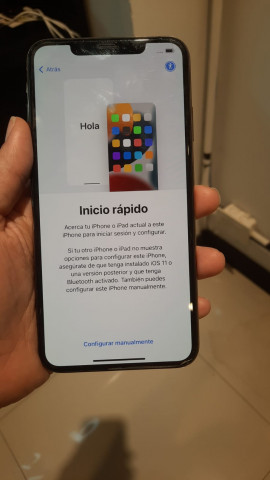 Atrás
Hola
Inicio rápido
Acerca tu iPhone o iPad actual a este
iPhone para iniciar sesión y configurar.
Si tu otro iPhone o iPad no muestra
opciones para configurar este iPhone,
asegúrate de que tenga instalado iOS 11 o
una versión posterior y que tenga
Bluetooth activado. También puedes
configurar este iPhone manualmente.
Configurar manualmente